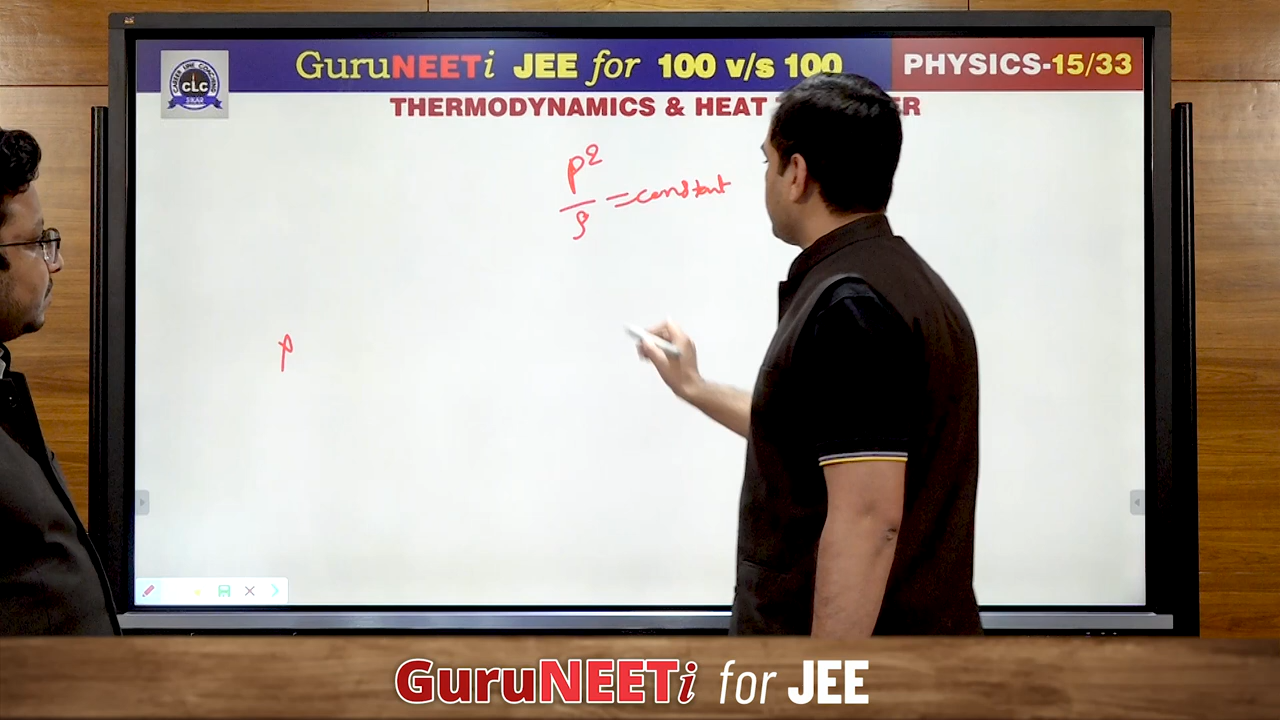 GuruNEETi JEE for 100 v/s 100
PHYSICS-15/33
CAREER LINE COACHING
CLC
SIKAR
THERMODYNAMICS & HEAT T ER
P²
— = constant
ρ
P
GuruNEETi for JEE